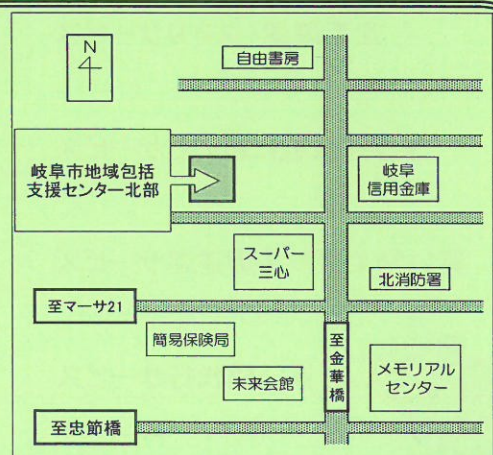 N
自由書房
岐阜市地域包括
支援センター北部
岐阜
信用金庫
スーパー
三心
北消防署
至マーサ21
簡易保険局
至金華橋
メモリアル
センター
未来会館
至忠節橋